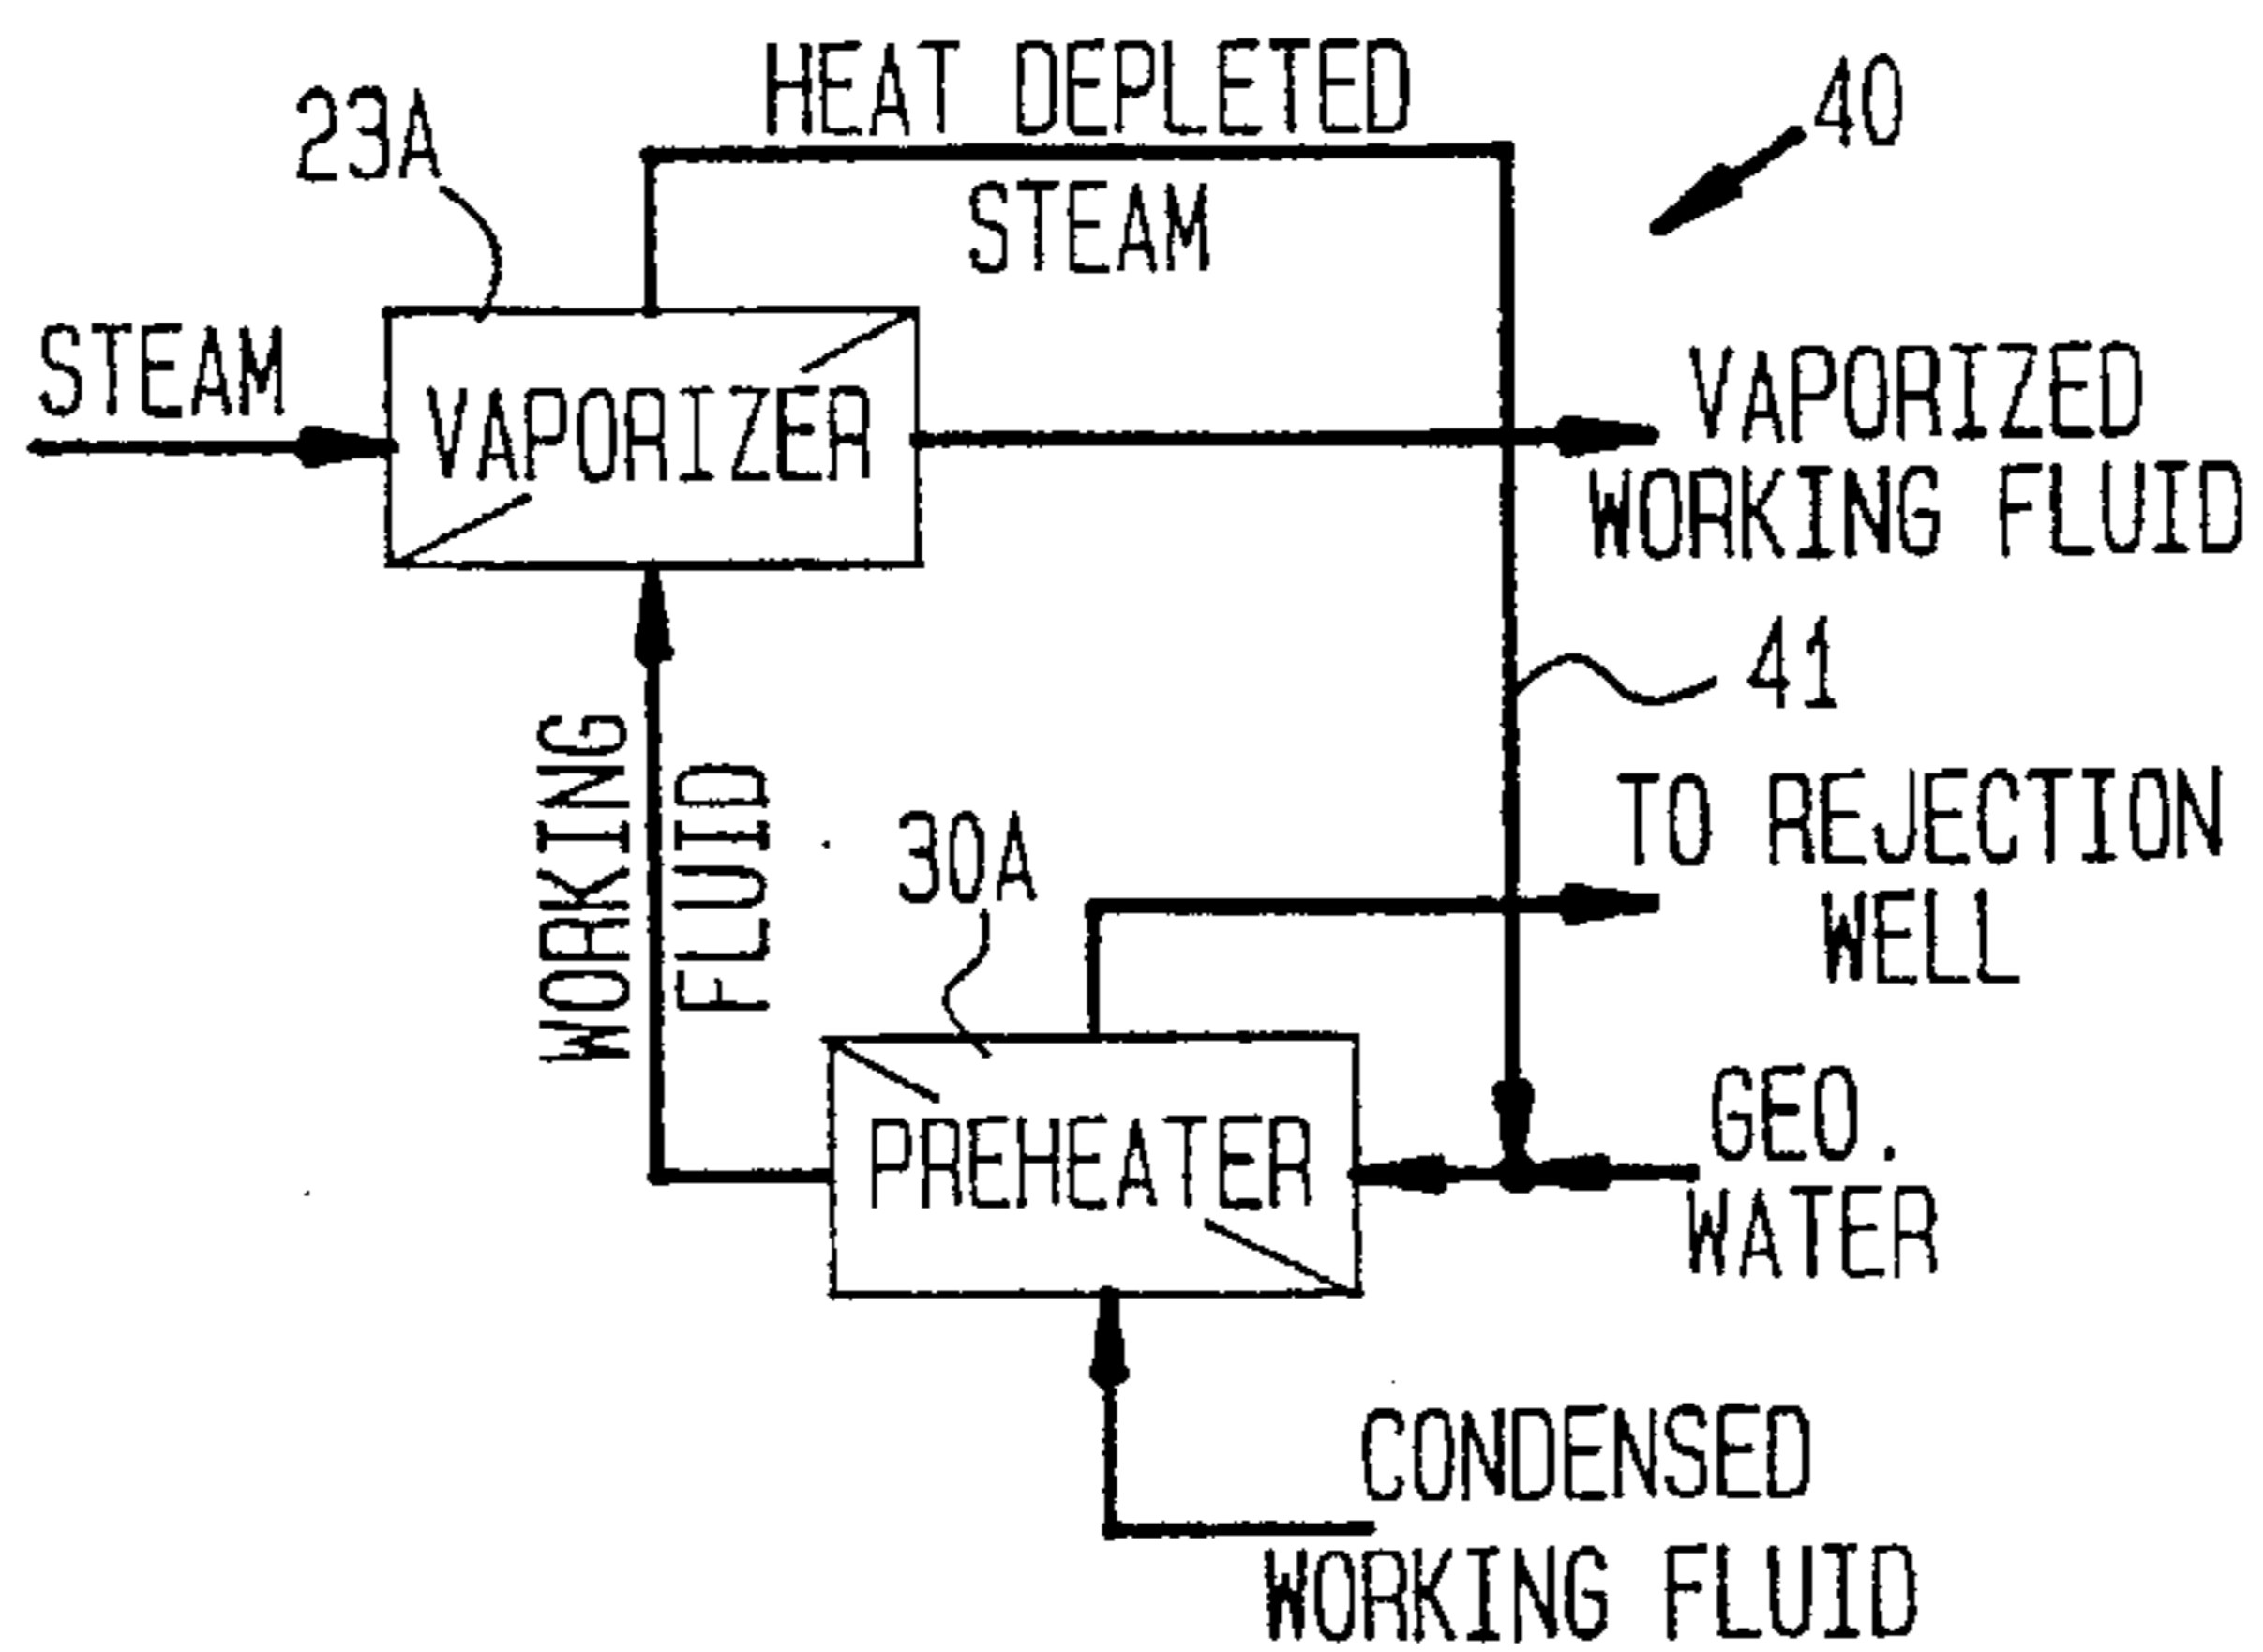 HEAT DEPLETED
STEAM
40
23A
STEAM
VAPORIZER
VAPORIZED
WORKING FLUID
41
WORKING
FLUID
30A
TO REJECTION
WELL
PREHEATER
GEO.
WATER
CONDENSED
WORKING FLUID